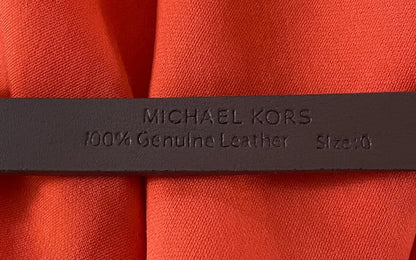 MICHAEL KORS
100% Genuine Leather Size:0